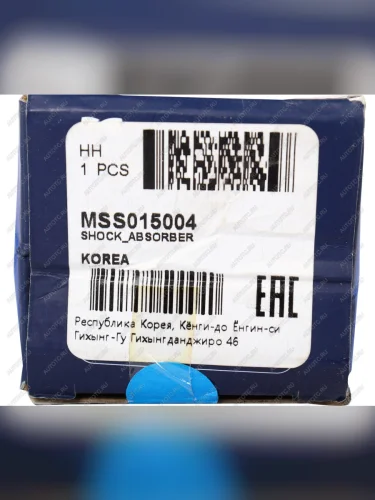 HH
1 PCS
MSS015004
SHOCK_ABSORBER
KOREA
EAC
Республика Корея, Кёнги-до Ёнгин-си
Гихынг-Гу Гихынгданджиро 46